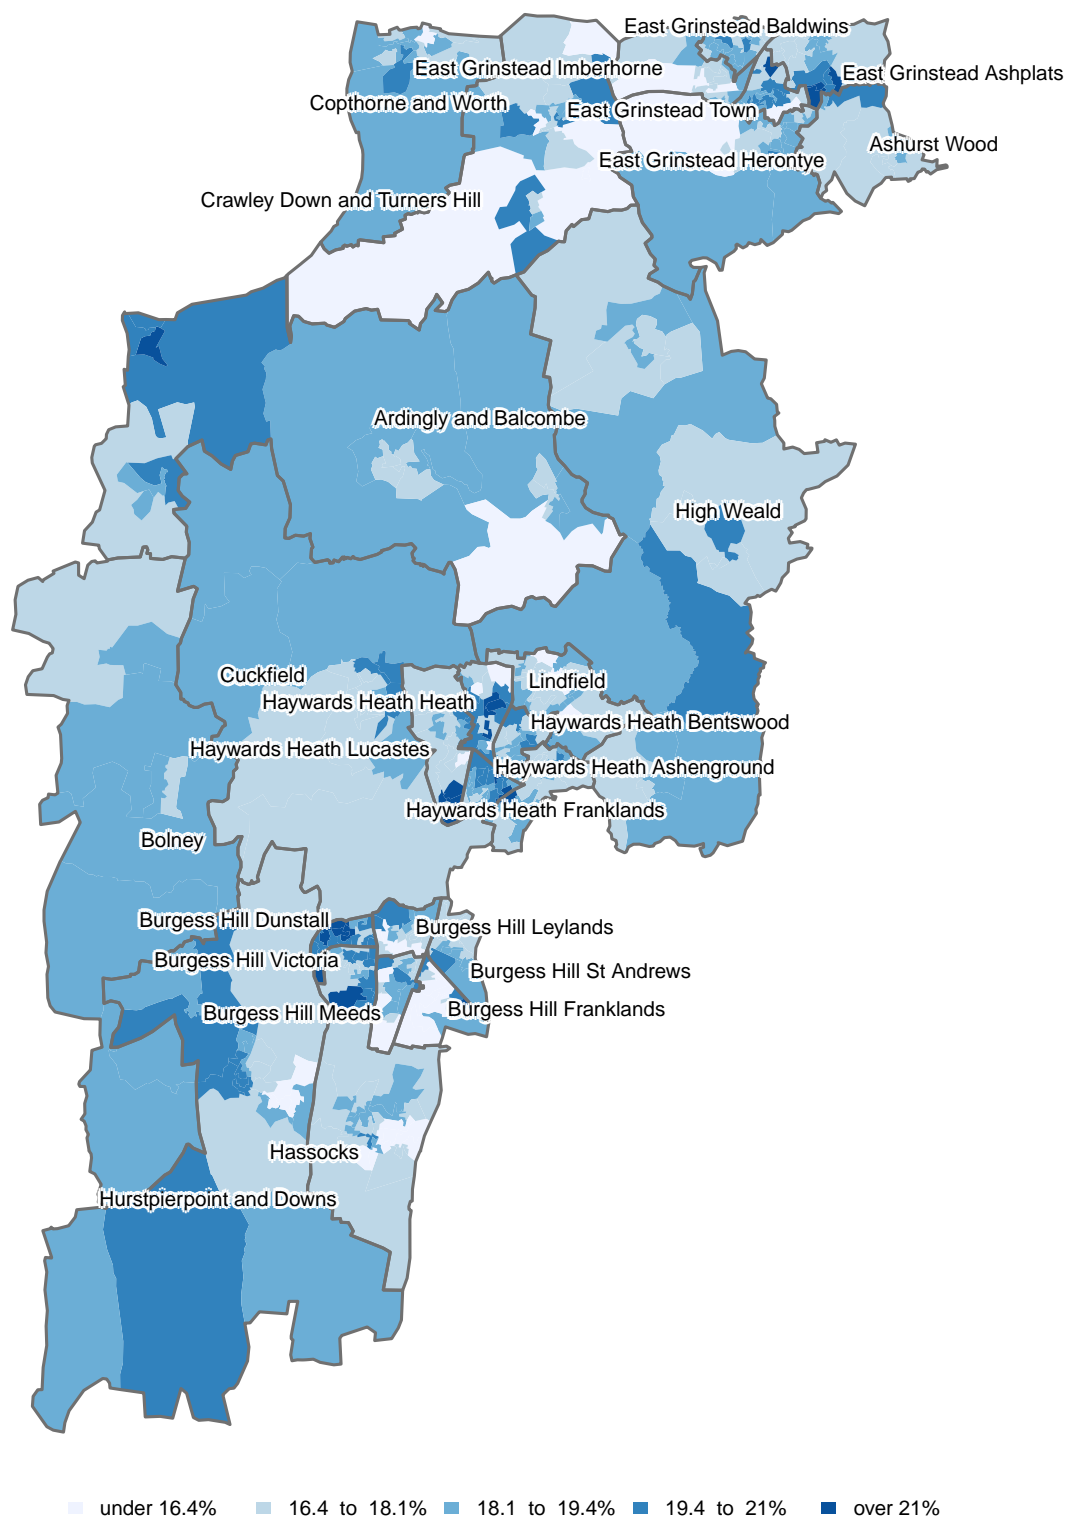 East Grinstead Baldwins
East Grinstead Imberhorne
East Grinstead Ashplats
Copthorne and Worth
East Grinstead Town
Ashurst Wood
East Grinstead Herontye
Crawley Down and Turners Hill
Ardingly and Balcombe
High Weald
Cuckfield
Lindfield
Haywards Heath Heath
Haywards Heath Bentswood
Haywards Heath Lucastes
Haywards Heath Ashenground
Haywards Heath Franklands
Bolney
Burgess Hill Dunstall
Burgess Hill Leylands
Burgess Hill Victoria
Burgess Hill St Andrews
Burgess Hill Meeds
Burgess Hill Franklands
Hassocks
Hurstpierpoint and Downs
under 16.4% 16.4 to 18.1% 18.1 to 19.4% 19.4 to 21% over 21%